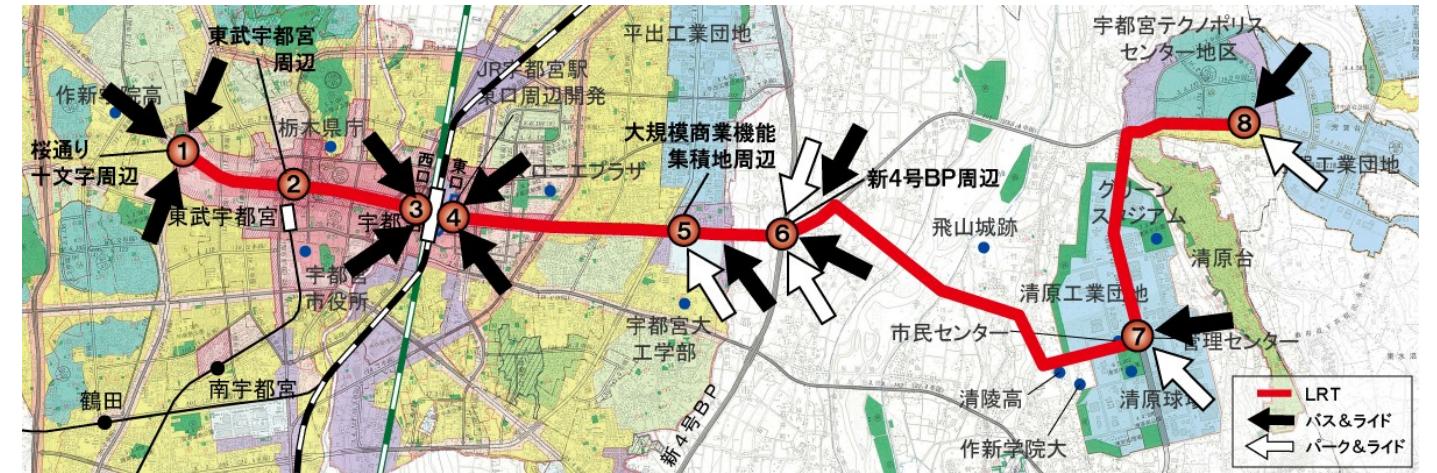 東武宇都宮
周辺
作新学院高
桜通り
十文字周辺
1
2
栃木県庁
東武宇都宮
宇都宮
市役所
南宇都宮
鶴田
西口
東口
3
4
JR宇都宮駅
東口周辺開発
平出工業団地
大規模商業機能
集積地周辺
5
宇都宮大
工学部
6
新4号BP周辺
新4号BP
飛山城跡
宇都宮テクノポリス
センター地区
8
工業団地
グリーン
スタジアム
清原台
清原工業団地
市民センター
7
管理センター
清陵高
清原球場
作新学院大
LRT
バス&ライド
パーク&ライド